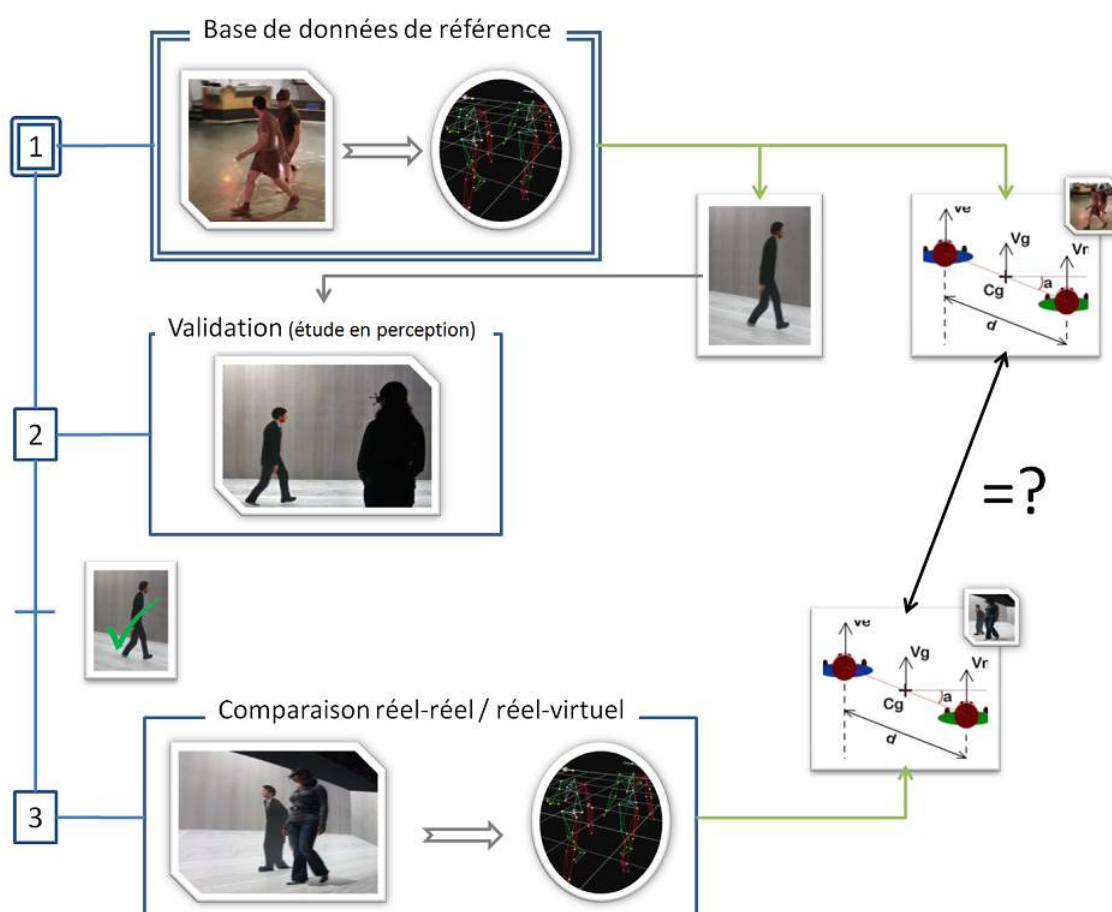 Base de données de référence
1
Ve
Vg
Vr
Cg
a
d
Validation (étude en perception)
2
=?
Ve
Vg
Vr
Cg
a
d
Comparaison réel-réel / réel-virtuel
3